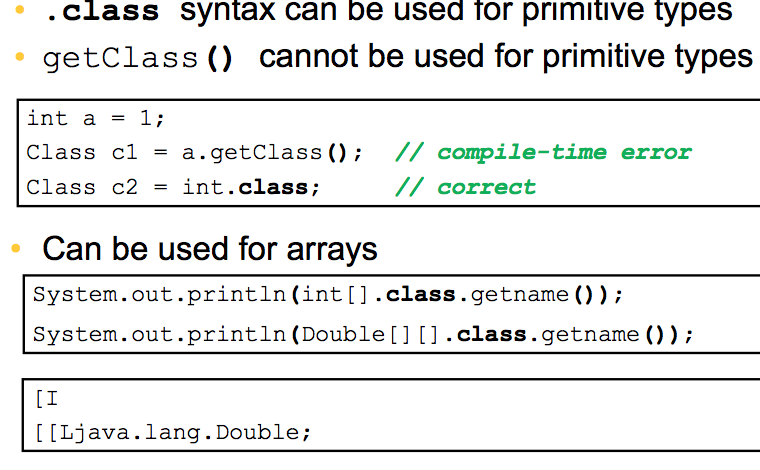 • .class syntax can be used for primitive types
• getClass() cannot be used for primitive types
int a = 1;
Class c1 = a.getClass(); // compile-time error
Class c2 = int.class; // correct
• Can be used for arrays
System.out.println(int[].class.getname());
System.out.println(Double[][].class.getname());
[I
[[Ljava.lang.Double;